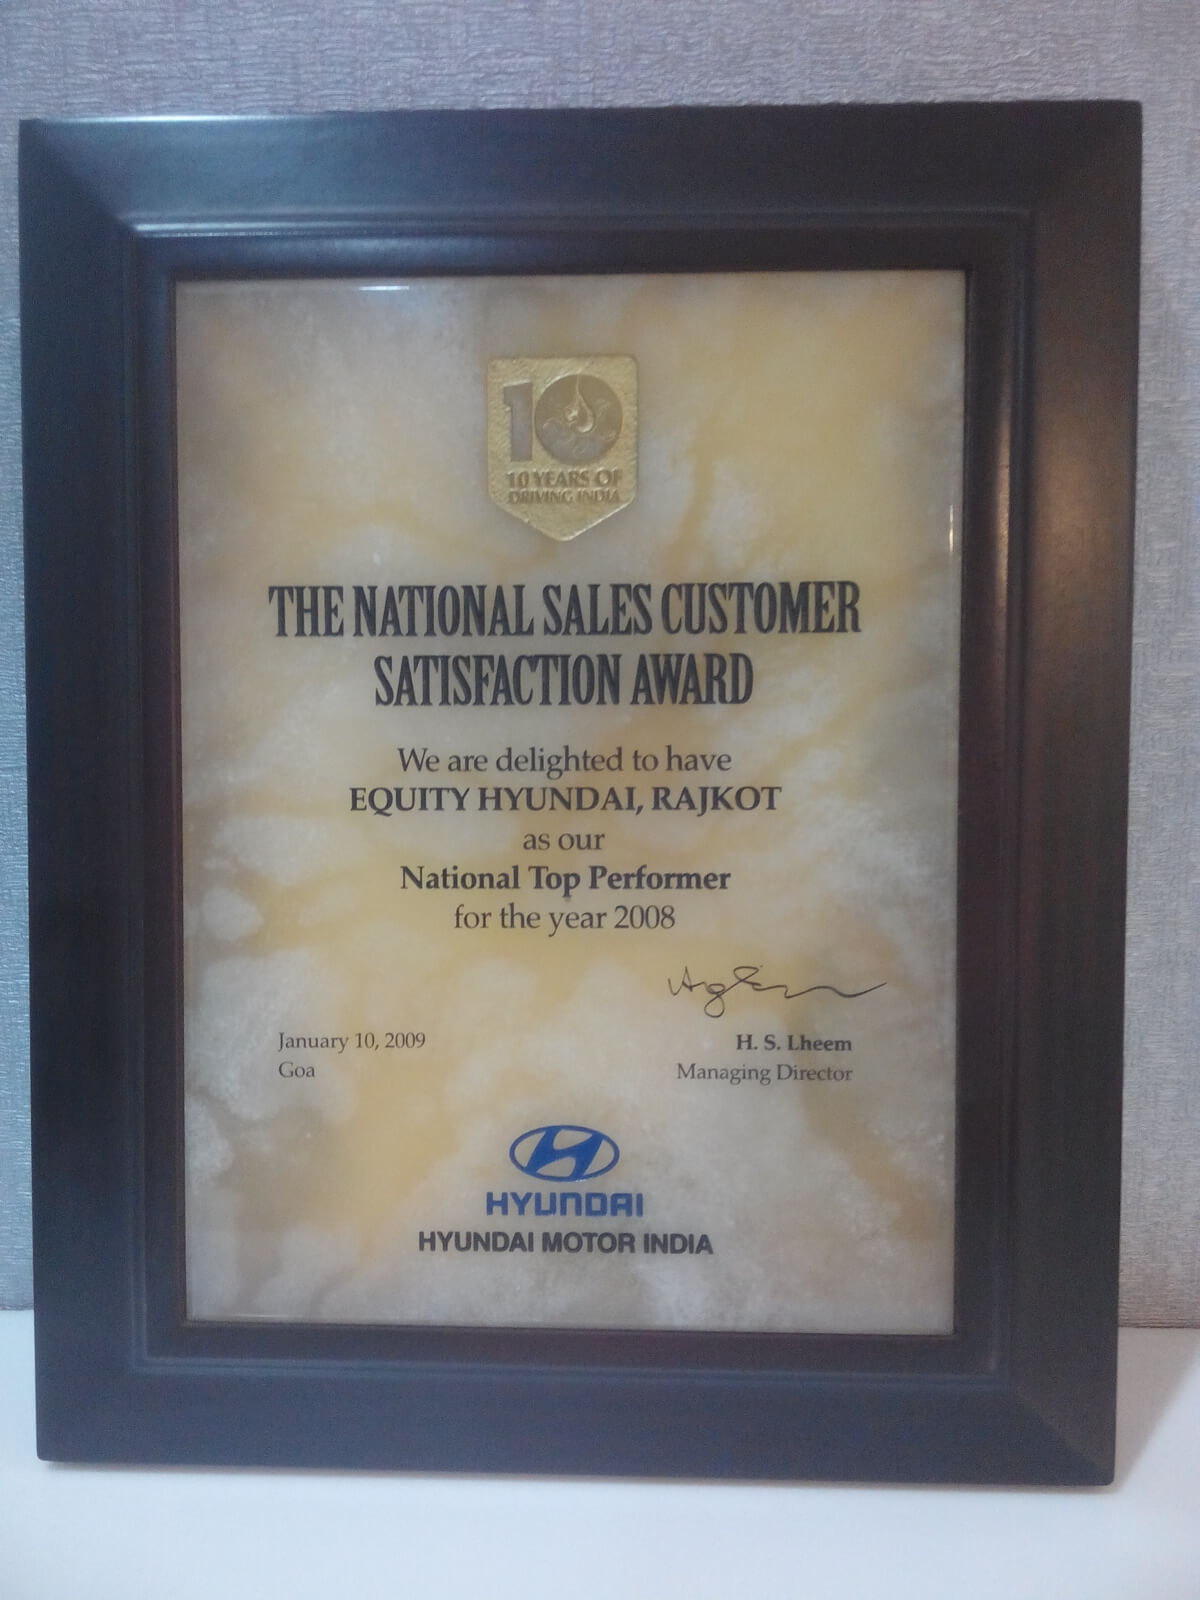 10
10 YEARS OF
DRIVING INDIA
THE NATIONAL SALES CUSTOMER
SATISFACTION AWARD
We are delighted to have
EQUITY HYUNDAI, RAJKOT
as our
National Top Performer
for the year 2008
January 10, 2009
H. S. Lheem
Goa
Managing Director
HYUNDAI
HYUNDAI MOTOR INDIA